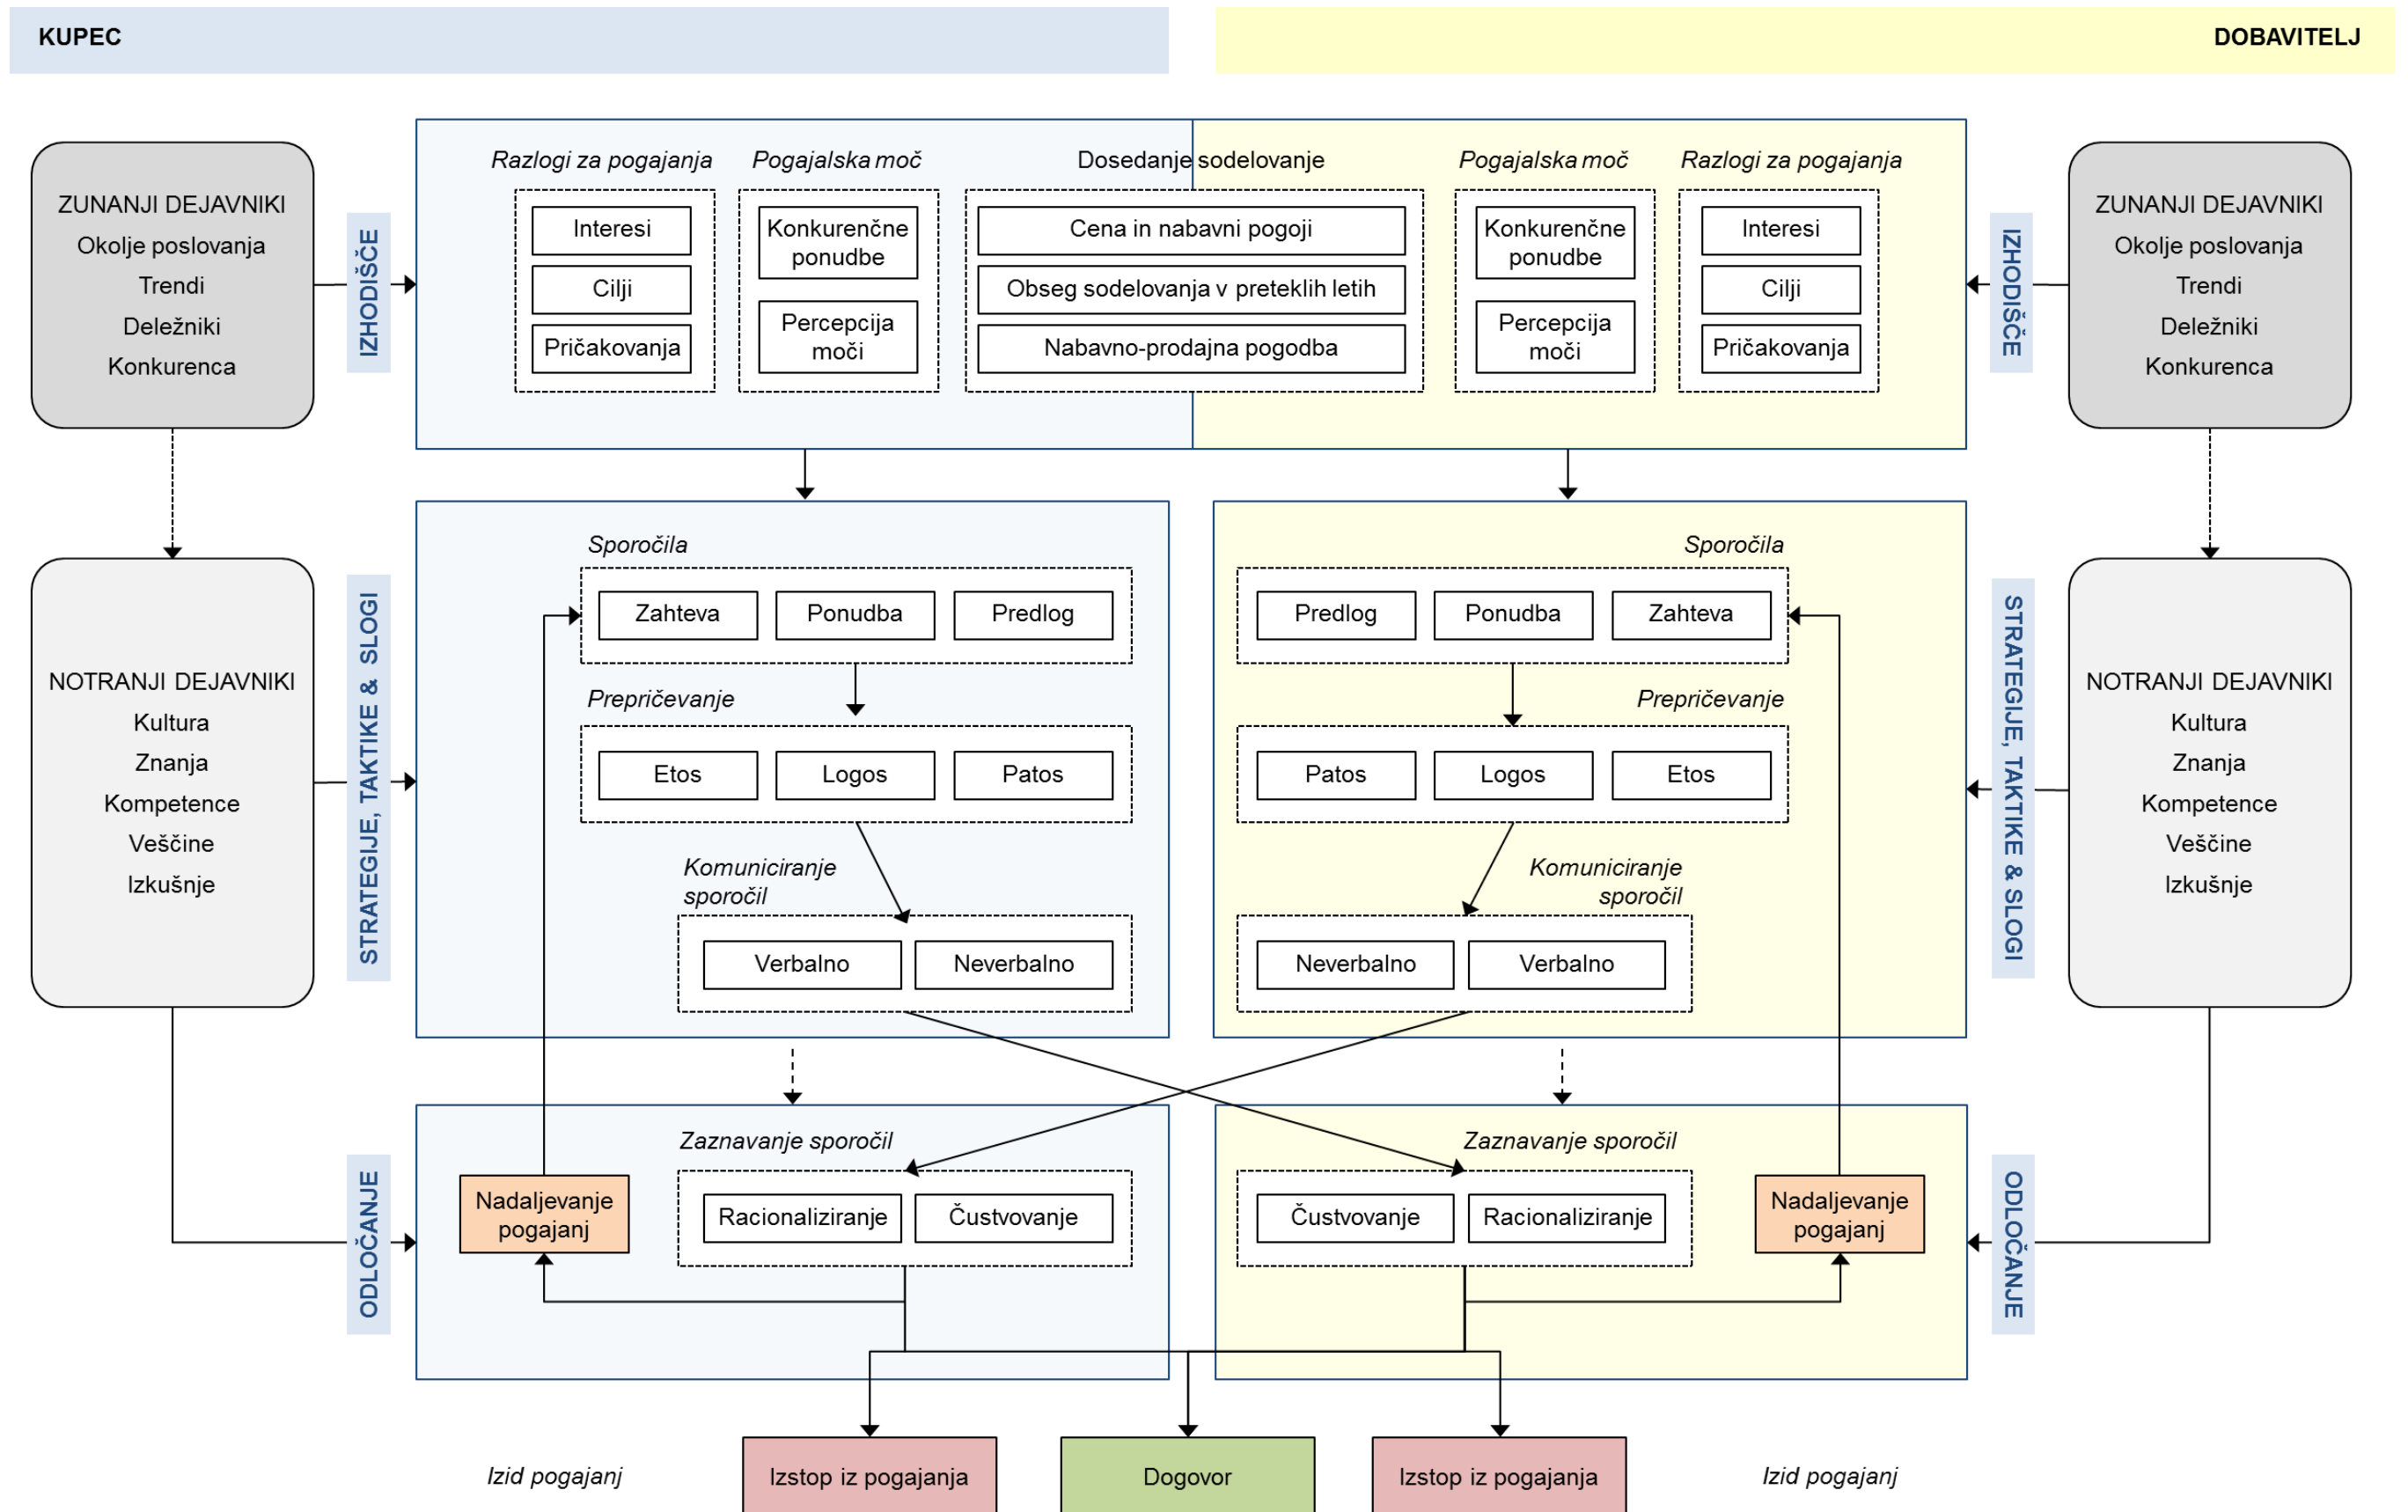 KUPEC
DOBAVITELJ
ZUNANJI DEJAVNIKI
Okolje poslovanja
Trendi
Deležniki
Konkurenca
IZHODIŠČE
Razlogi za pogajanja
Interesi
Cilji
Pričakovanja
Pogajalska moč
Konkurenčne
ponudbe
Percepcija
moči
Dosedanje sodelovanje
Cena in nabavni pogoji
Obseg sodelovanja v preteklih letih
Nabavno-prodajna pogodba
Pogajalska moč
Konkurenčne
ponudbe
Percepcija
moči
Razlogi za pogajanja
Interesi
Cilji
Pričakovanja
IZHODIŠČE
ZUNANJI DEJAVNIKI
Okolje poslovanja
Trendi
Deležniki
Konkurenca
NOTRANJI DEJAVNIKI
Kultura
Znanja
Kompetence
Veščine
Izkušnje
STRATEGIJE, TAKTIKE & SLOGI
Sporočila
Zahteva
Ponudba
Predlog
Prepričevanje
Etos
Logos
Patos
Komuniciranje
sporočil
Verbalno
Neverbalno
Sporočila
Predlog
Ponudba
Zahteva
Prepričevanje
Patos
Logos
Etos
Komuniciranje
sporočil
Neverbalno
Verbalno
STRATEGIJE, TAKTIKE & SLOGI
NOTRANJI DEJAVNIKI
Kultura
Znanja
Kompetence
Veščine
Izkušnje
ODLOČANJE
Nadaljevanje
pogajanj
Zaznavanje sporočil
Racionaliziranje
Čustvovanje
Zaznavanje sporočil
Čustvovanje
Racionaliziranje
Nadaljevanje
pogajanj
ODLOČANJE
Izid pogajanj
Izstop iz pogajanja
Dogovor
Izstop iz pogajanja
Izid pogajanj